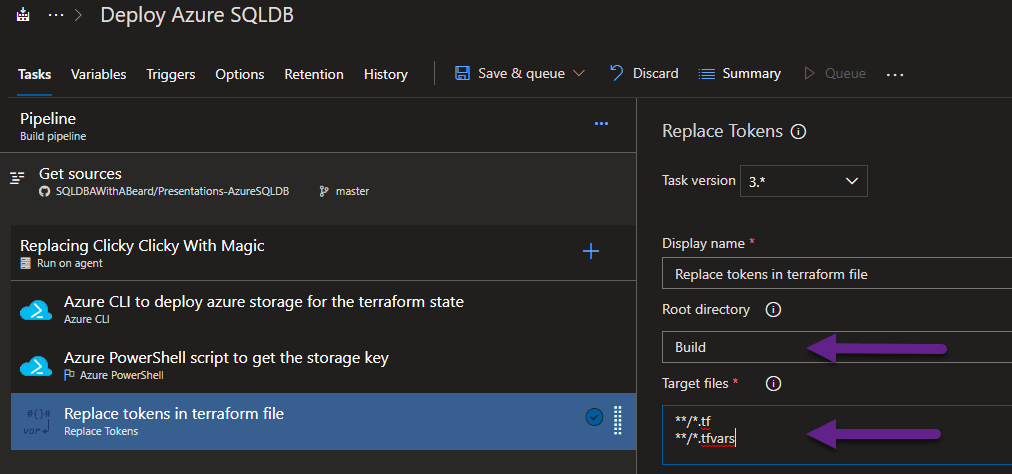 ··· > Deploy Azure SQLDB
Tasks Variables Triggers Options Retention History Save & queue Discard Summary Queue ···
Pipeline
Build pipeline
Get sources
SQLDBAWithABeard/Presentations-AzureSQLDB master
Replacing Clicky Clicky With Magic
Run on agent
Azure CLI to deploy azure storage for the terraform state
Azure CLI
Azure PowerShell script to get the storage key
Azure PowerShell
#{}#
var
Replace tokens in terraform file
Replace Tokens
Replace Tokens
Task version 3.*
Display name *
Replace tokens in terraform file
Root directory
Build
Target files *
**/*.tf
**/*.tfvars